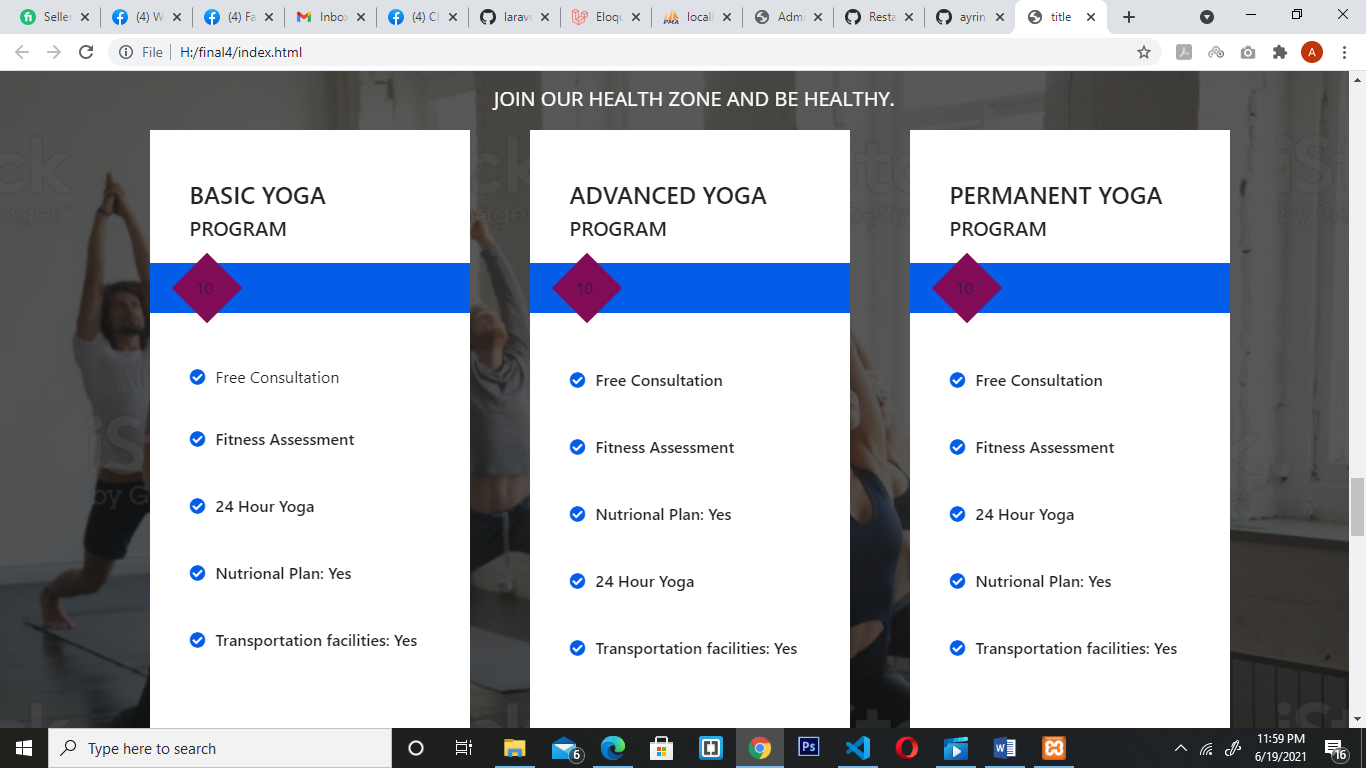 Seller
(4) W
(4) Fa
Inbox
(4) Cl
larave
Eloqu
PMA
locall
Admi
Resta
ayrin
title
File
H:/final4/index.html
A
JOIN OUR HEALTH ZONE AND BE HEALTHY.
BASIC YOGA
PROGRAM
10
Free Consultation
Fitness Assessment
24 Hour Yoga
Nutrional Plan: Yes
Transportation facilities: Yes
ADVANCED YOGA
PROGRAM
10
Free Consultation
Fitness Assessment
Nutrional Plan: Yes
24 Hour Yoga
Transportation facilities: Yes
PERMANENT YOGA
PROGRAM
10
Free Consultation
Fitness Assessment
24 Hour Yoga
Nutrional Plan: Yes
Transportation facilities: Yes
Type here to search
6
Ps
11:59 PM
6/19/2021
16